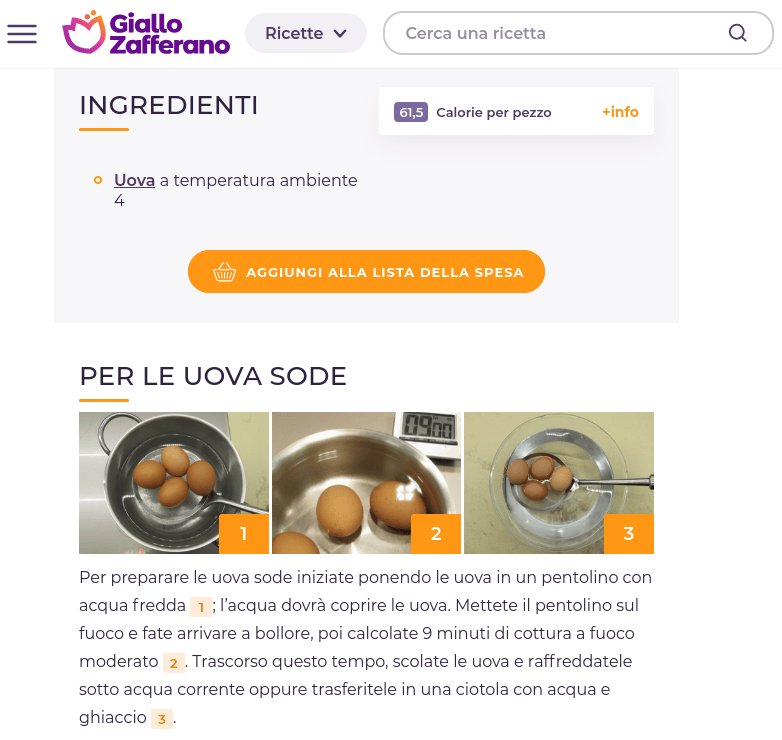 Giallo
Zafferano
Ricette
Cerca una ricetta
INGREDIENTI
61,5 Calorie per pezzo +info
Uova a temperatura ambiente
4
AGGIUNGI ALLA LISTA DELLA SPESA
PER LE UOVA SODE
0900
1
2
3
Per preparare le uova sode iniziate ponendo le uova in un pentolino con
acqua fredda 1 ; l'acqua dovrà coprire le uova. Mettete il pentolino sul
fuoco e fate arrivare a bollore, poi calcolate 9 minuti di cottura a fuoco
moderato 2 . Trascorso questo tempo, scolate le uova e raffreddatele
sotto acqua corrente oppure trasferitele in una ciotola con acqua e
ghiaccio 3 .